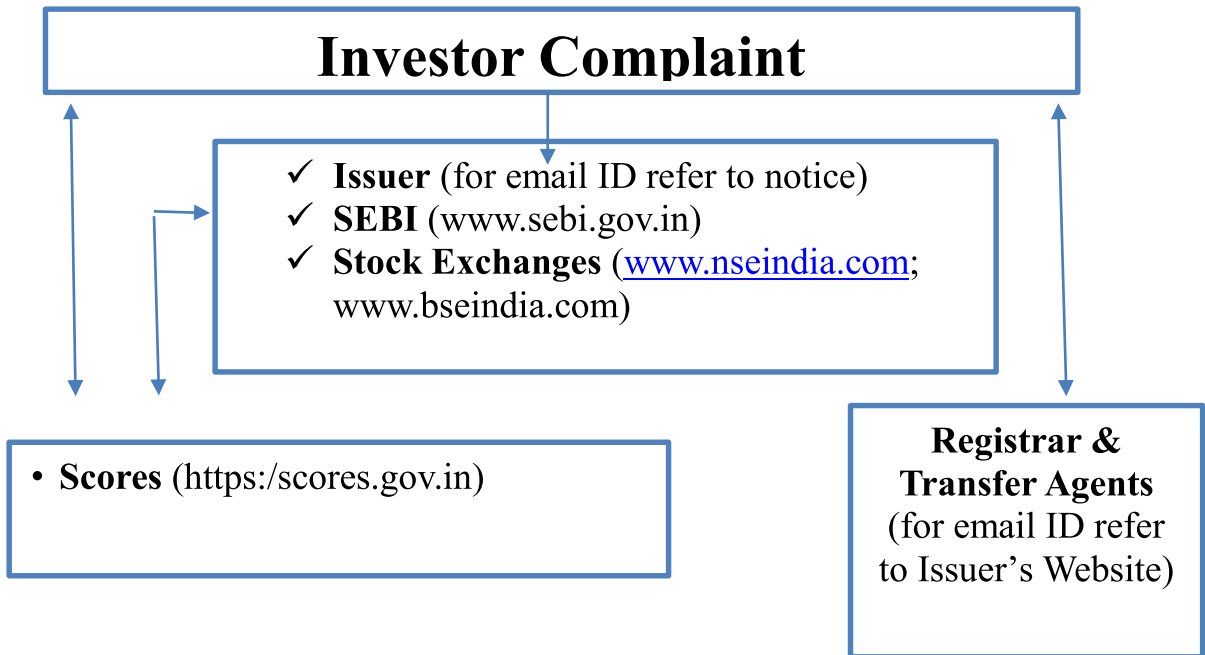 Investor Complaint
✓ Issuer (for email ID refer to notice)
✓ SEBI (www.sebi.gov.in)
✓ Stock Exchanges (www.nseindia.com;
www.bseindia.com)
• Scores (https:/scores.gov.in)
Registrar &
Transfer Agents
(for email ID refer
to Issuer’s Website)